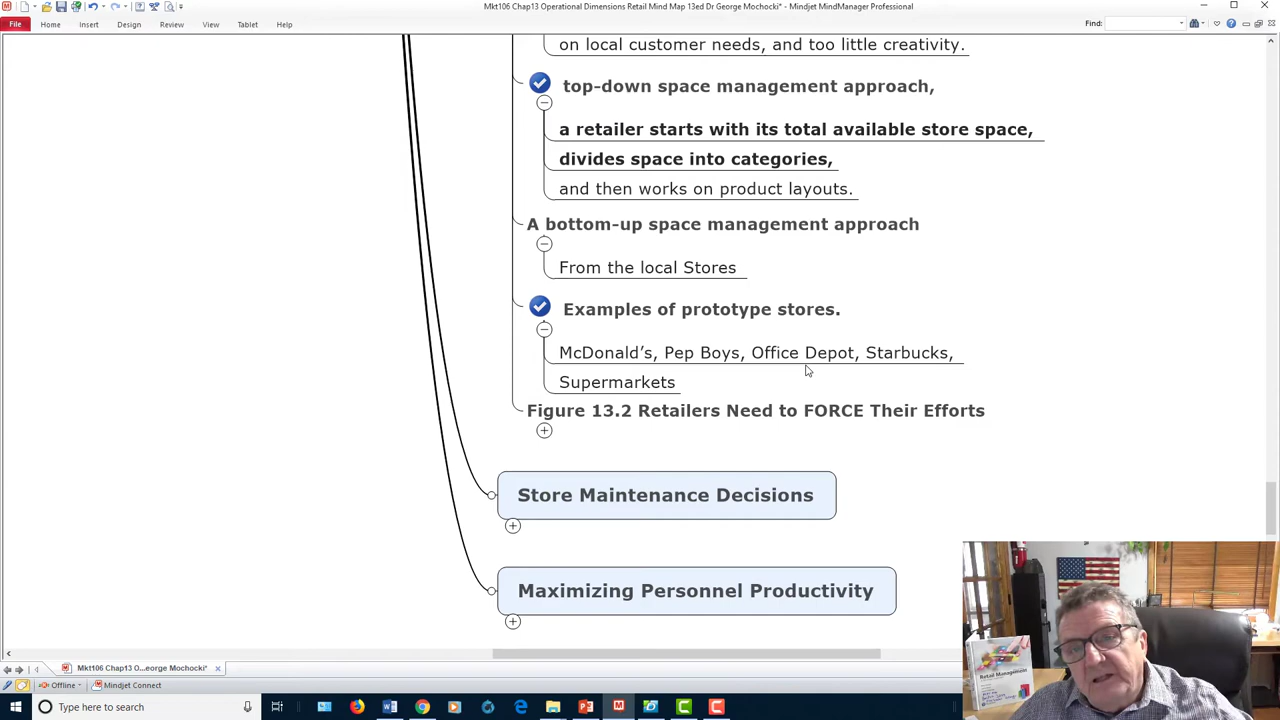 Mkt106 Chap13 Operational Dimensions Retail Mind Map 13ed Dr George Mochocki* - Mindjet MindManager Professional
File Home Insert Design Review View Tablet Help Find:
on local customer needs, and too little creativity.
top-down space management approach,
a retailer starts with its total available store space,
divides space into categories,
and then works on product layouts.
A bottom-up space management approach
From the local Stores
Examples of prototype stores.
McDonald's, Pep Boys, Office Depot, Starbucks,
Supermarkets
Figure 13.2 Retailers Need to FORCE Their Efforts
Store Maintenance Decisions
Maximizing Personnel Productivity
Retail Management
Mkt106 Chap13 O...eorge Mochocki*
Offline Mindjet Connect
Type here to search